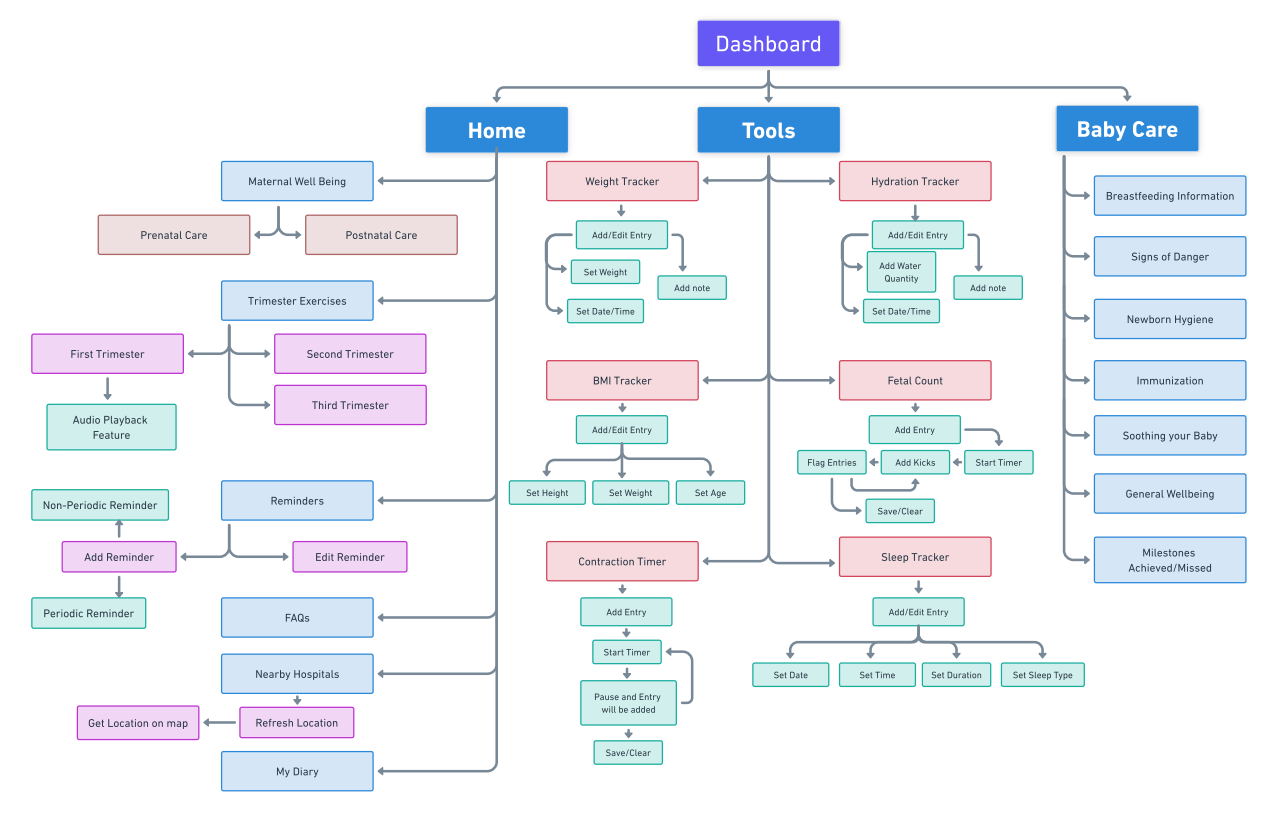 Dashboard
Home
Tools
Baby Care
Maternal Well Being
Prenatal Care
Postnatal Care
Trimester Exercises
First Trimester
Second Trimester
Third Trimester
Audio Playback
Feature
Reminders
Non-Periodic Reminder
Add Reminder
Edit Reminder
Periodic Reminder
FAQs
Nearby Hospitals
Refresh Location
Get Location on map
My Diary
Weight Tracker
Add/Edit Entry
Set Weight
Add note
Set Date/Time
Hydration Tracker
Add/Edit Entry
Add Water
Quantity
Add note
Set Date/Time
BMI Tracker
Add/Edit Entry
Set Height
Set Weight
Set Age
Fetal Count
Add Entry
Start Timer
Add Kicks
Flag Entries
Save/Clear
Contraction Timer
Add Entry
Start Timer
Pause and Entry
will be added
Save/Clear
Sleep Tracker
Add/Edit Entry
Set Date
Set Time
Set Duration
Set Sleep Type
Breastfeeding Information
Signs of Danger
Newborn Hygiene
Immunization
Soothing your Baby
General Wellbeing
Milestones
Achieved/Missed